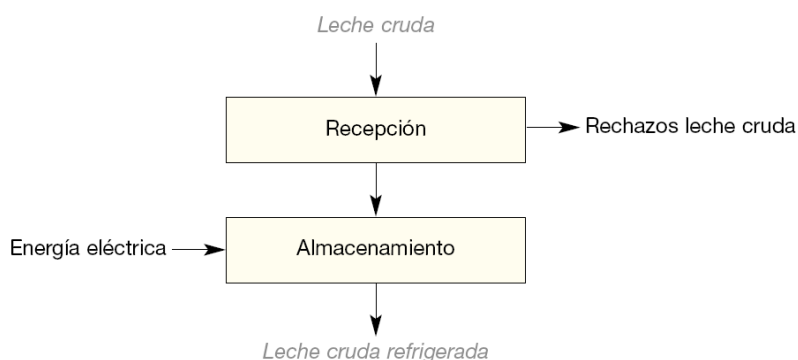 Leche cruda
Recepción
Rechazos leche cruda
Energía eléctrica
Almacenamiento
Leche cruda refrigerada